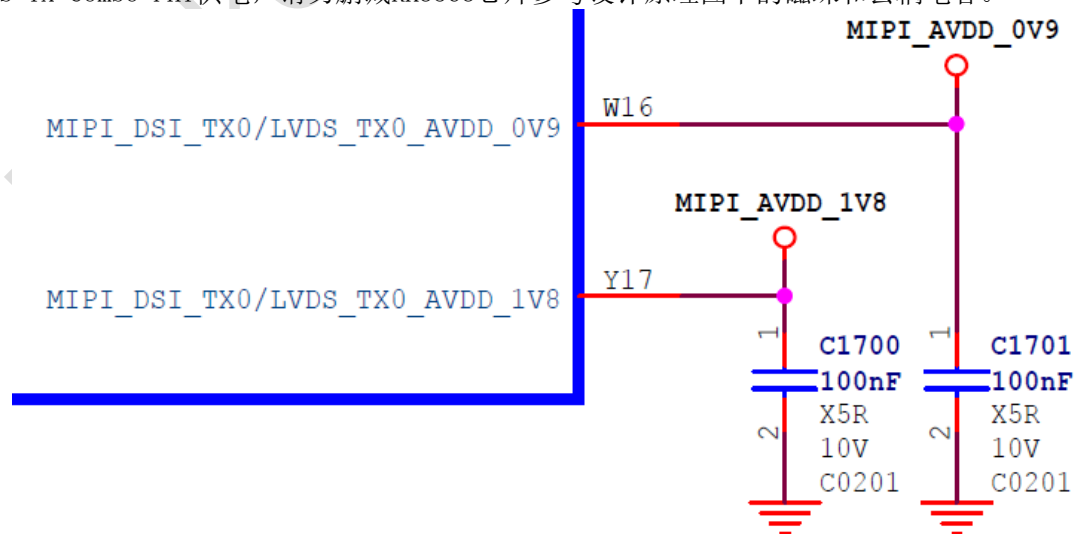 MIPI_AVDD_0V9
W16
MIPI_DSI_TX0/LVDS_TX0_AVDD_0V9
MIPI_AVDD_1V8
Y17
MIPI_DSI_TX0/LVDS_TX0_AVDD_1V8
1
C1700
100nF
X5R
10V
C0201
2
1
C1701
100nF
X5R
10V
C0201
2